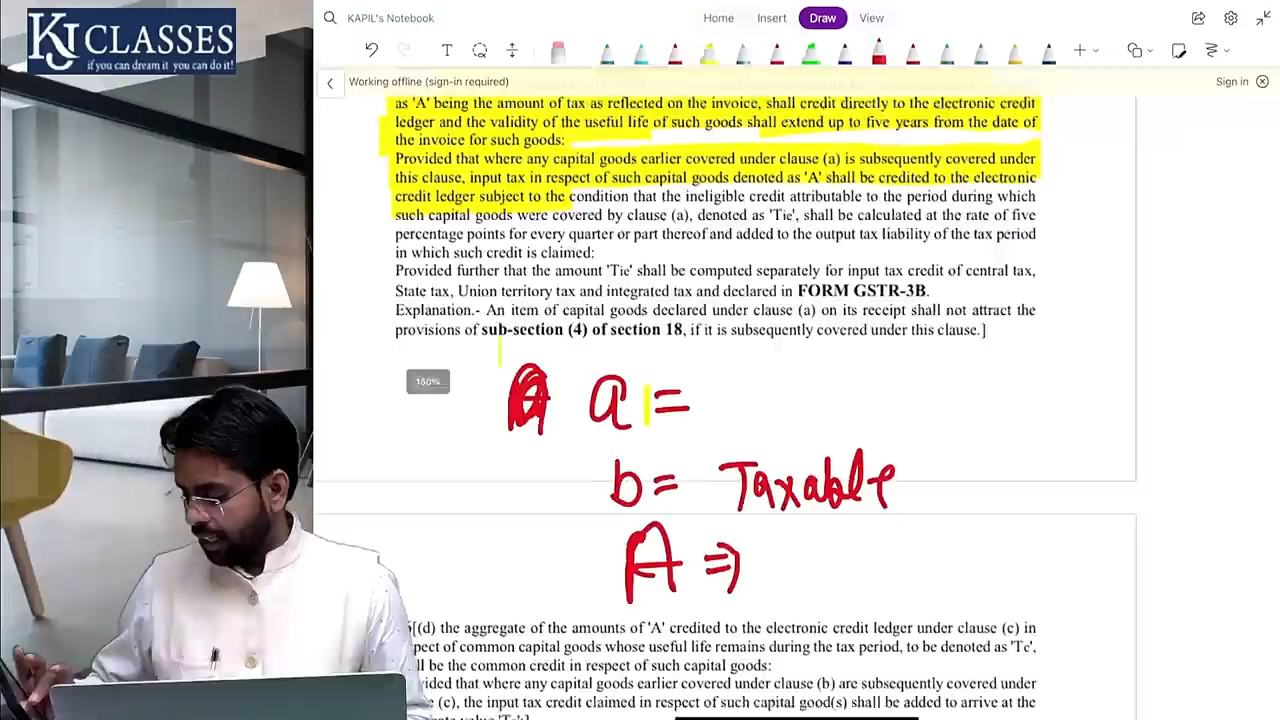 KJ CLASSES
if you can dream it you can do it!
KAPIL's Notebook
Home Insert Draw View
Working offline (sign-in required)
Sign in
as 'A' being the amount of tax as reflected on the invoice, shall credit directly to the electronic credit
ledger and the validity of the useful life of such goods shall extend up to five years from the date of
the invoice for such goods:
Provided that where any capital goods earlier covered under clause (a) is subsequently covered under
this clause, input tax in respect of such capital goods denoted as 'A' shall be credited to the electronic
credit ledger subject to the condition that the ineligible credit attributable to the period during which
such capital goods were covered by clause (a), denoted as 'Tie', shall be calculated at the rate of five
percentage points for every quarter or part thereof and added to the output tax liability of the tax period
in which such credit is claimed;
Provided further that the amount 'Tie' shall be computed separately for input tax credit of central tax,
State tax, Union territory tax and integrated tax and declared in FORM GSTR-3B.
Explanation.- An item of capital goods declared under clause (a) on its receipt shall not attract the
provisions of sub-section (4) of section 18, if it is subsequently covered under this clause.]
150%
a =
b = Taxable
A ⇒
[(d) the aggregate of the amounts of 'A' credited to the electronic credit ledger under clause (c) in
pect of common capital goods whose useful life remains during the tax period, to be denoted as 'Tc',
ll be the common credit in respect of such capital goods:
vided that where any capital goods earlier covered under clause (b) are subsequently covered under
e (c), the input tax credit claimed in respect of such capital good(s) shall be added to arrive at the